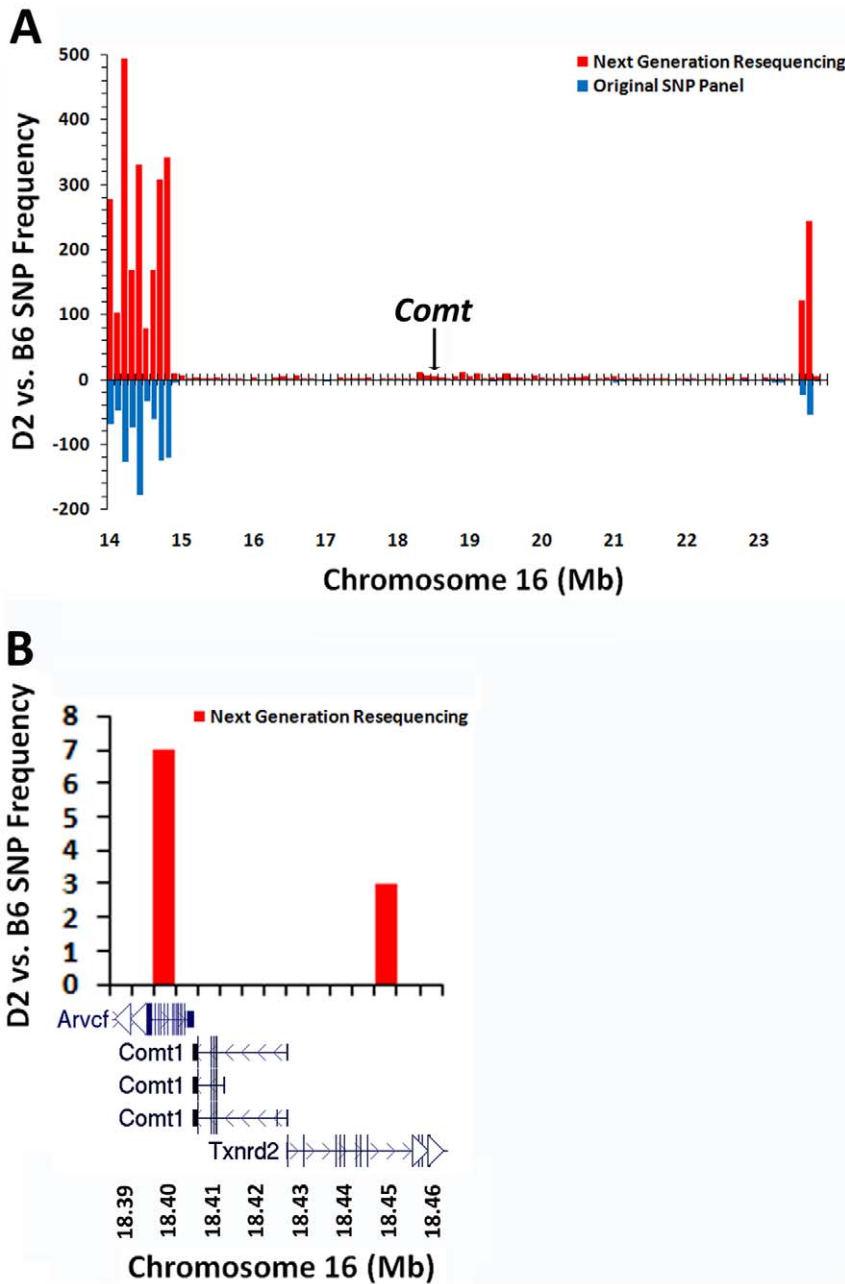 A
D2 vs. B6 SNP Frequency
500
400
300
200
100
0
-100
-200
Next Generation Resequencing
Original SNP Panel
Comt
14 15 16 17 18 19 20 21 22 23
Chromosome 16 (Mb)
B
D2 vs. B6 SNP Frequency
8
7
6
5
4
3
2
1
0
Next Generation Resequencing
Arvcf
Comt1
Comt1
Comt1
Txnrd2
18.39 18.40 18.41 18.42 18.43 18.44 18.45 18.46
Chromosome 16 (Mb)